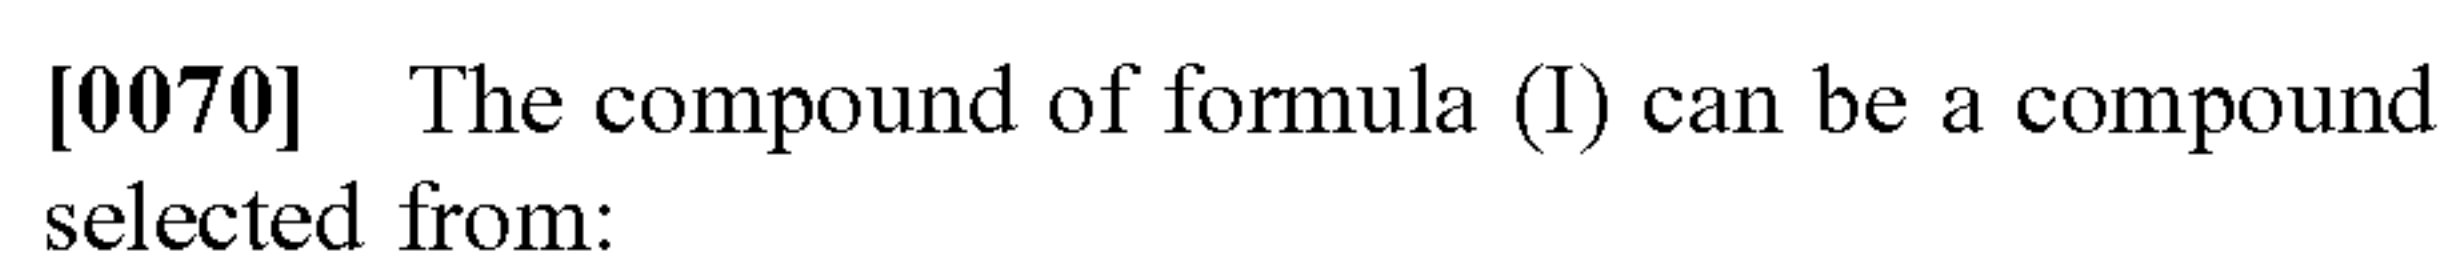 [0070] The compound of formula (I) can be a compound
selected from: